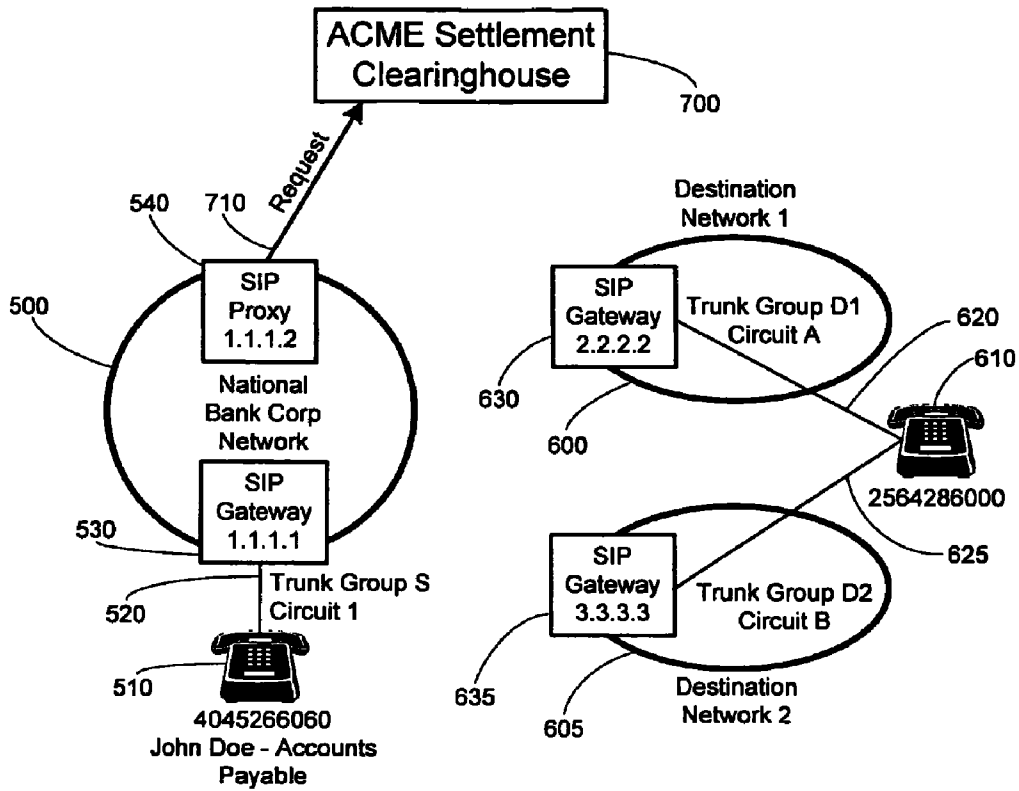 ACME Settlement
Clearinghouse
700
Request
710
540
SIP
Proxy
1.1.1.2
500
National
Bank Corp
Network
SIP
Gateway
1.1.1.1
530
520
Trunk Group S
Circuit 1
510
4045266060
John Doe - Accounts
Payable
Destination
Network 1
SIP
Gateway
2.2.2.2
Trunk Group D1
Circuit A
630
600
620
610
2564286000
625
SIP
Gateway
3.3.3.3
Trunk Group D2
Circuit B
635
605
Destination
Network 2